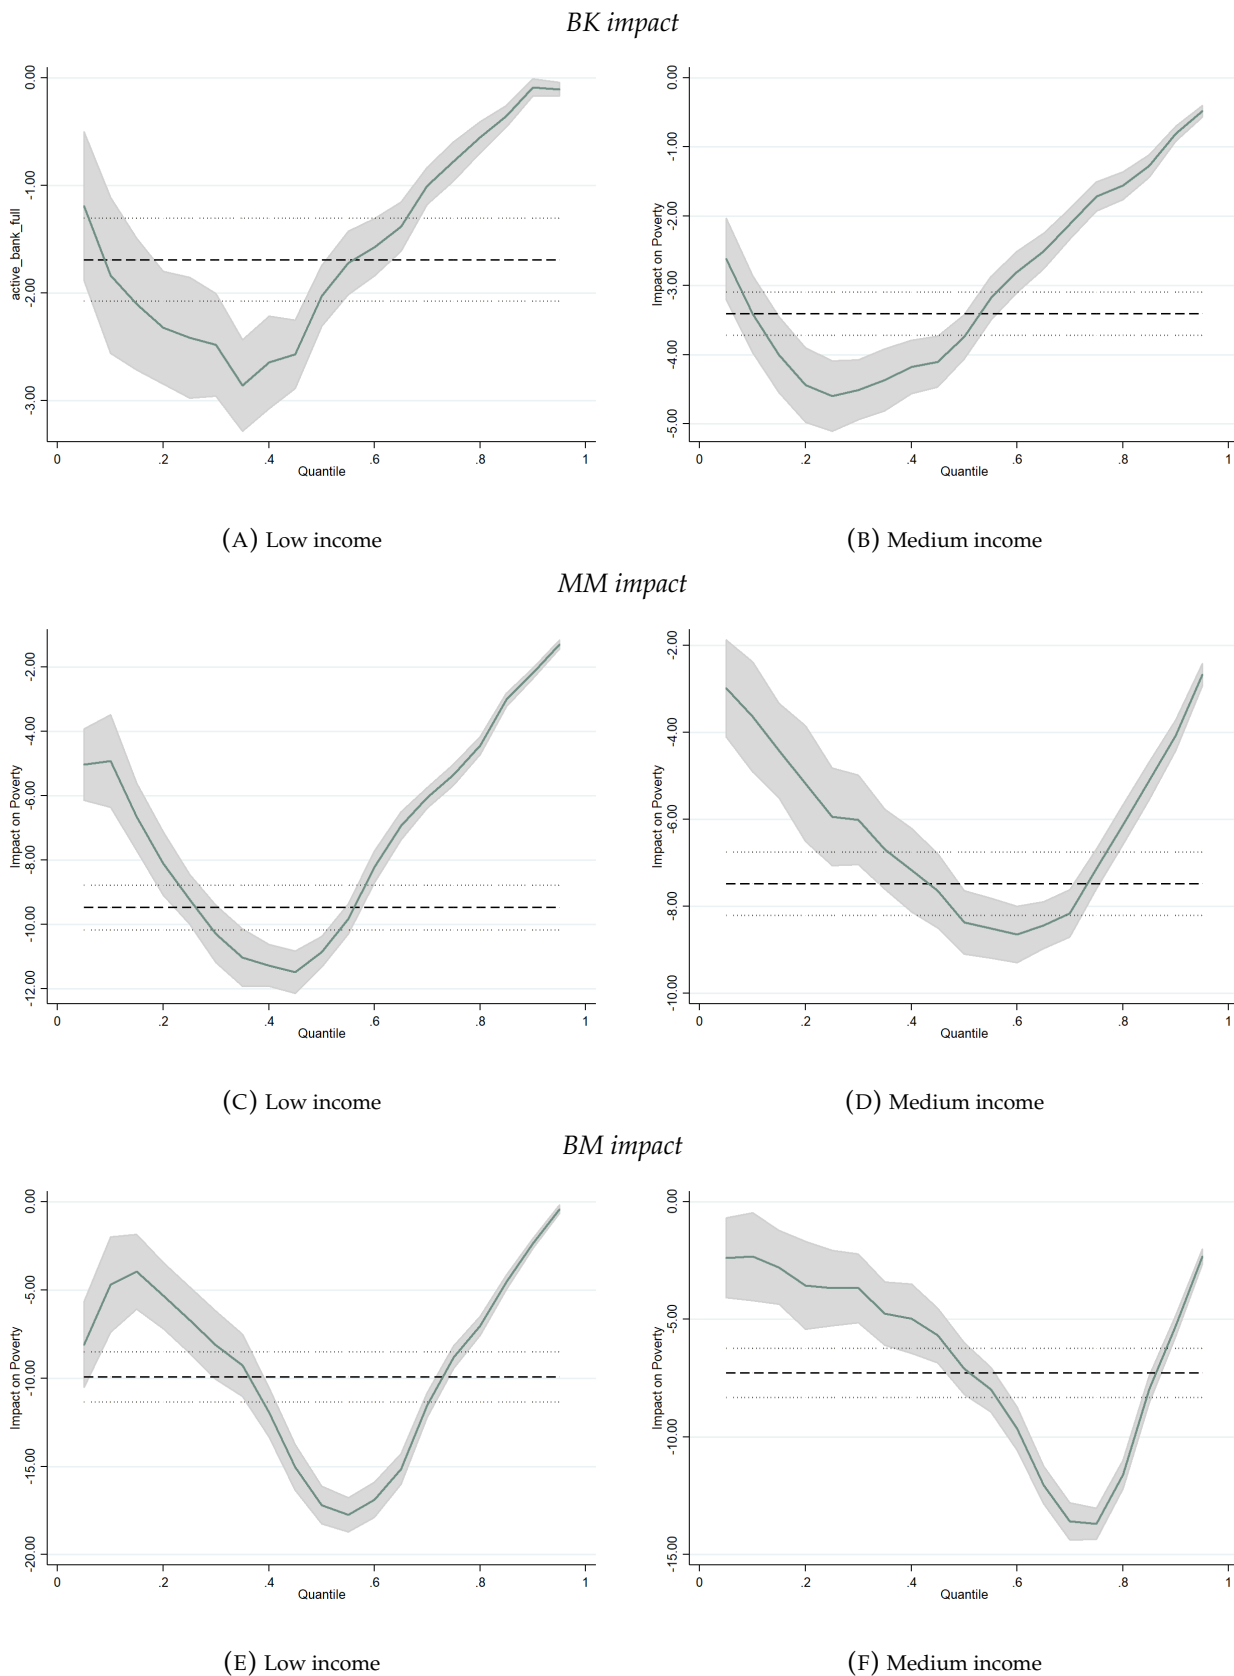 BK impact
0.00
-1.00
-2.00
-3.00
active_bank_full
0 .2 .4 .6 .8 1
Quantile
0.00
-1.00
-2.00
-3.00
-4.00
-5.00
Impact on Poverty
0 .2 .4 .6 .8 1
Quantile
(A) Low income
(B) Medium income
MM impact
-2.00
-4.00
-6.00
-8.00
-10.00
-12.00
Impact on Poverty
0 .2 .4 .6 .8 1
Quantile
-2.00
-4.00
-6.00
-8.00
-10.00
Impact on Poverty
0 .2 .4 .6 .8 1
Quantile
(C) Low income
(D) Medium income
BM impact
0.00
-5.00
-10.00
-15.00
-20.00
Impact on Poverty
0 .2 .4 .6 .8 1
Quantile
0.00
-5.00
-10.00
-15.00
Impact on Poverty
0 .2 .4 .6 .8 1
Quantile
(E) Low income
(F) Medium income